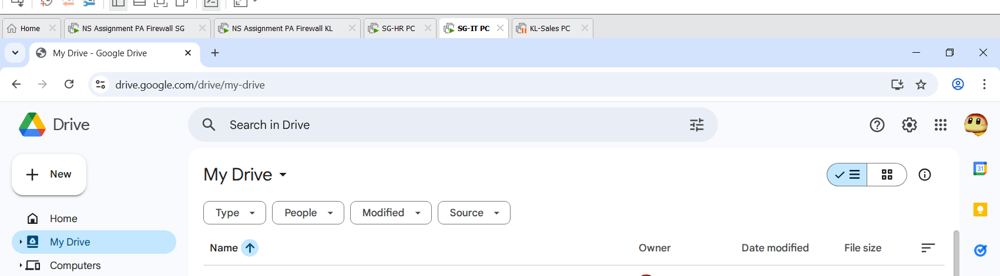 Home
NS Assignment PA Firewall SG
NS Assignment PA Firewall KL
SG-HR PC
SG-IT PC
KL-Sales PC
My Drive - Google Drive
drive.google.com/drive/my-drive
Drive
Search in Drive
New
My Drive
31
Type
People
Modified
Source
Home
My Drive
Computers
Name
Owner
Date modified
File size